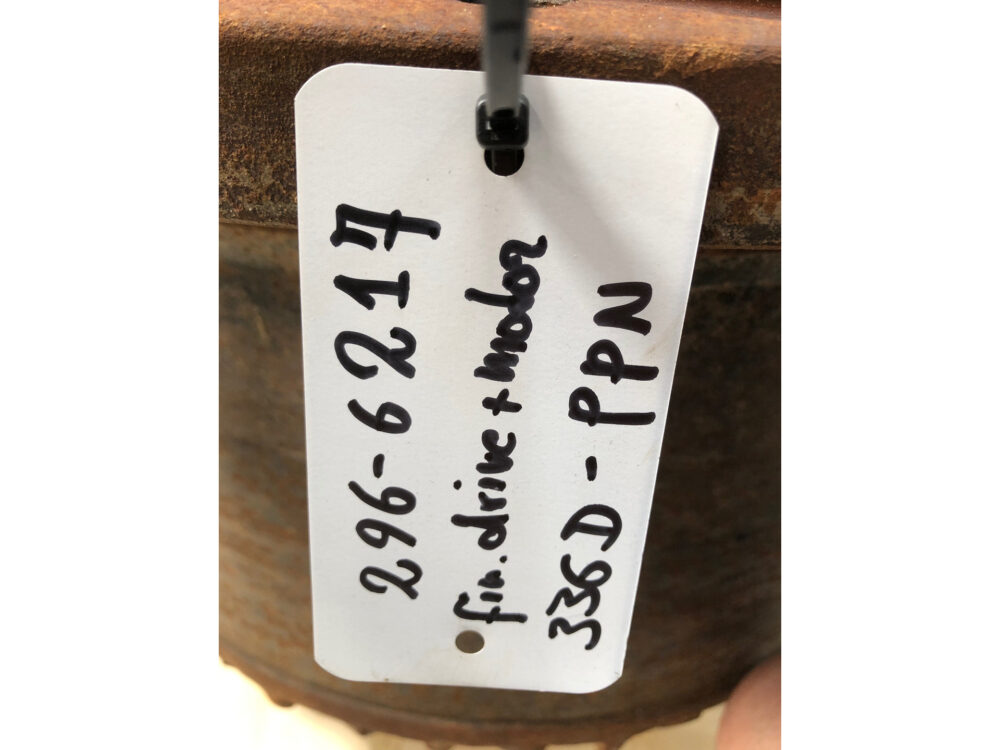 296-6217
fin. drive + motor
336D - PPN